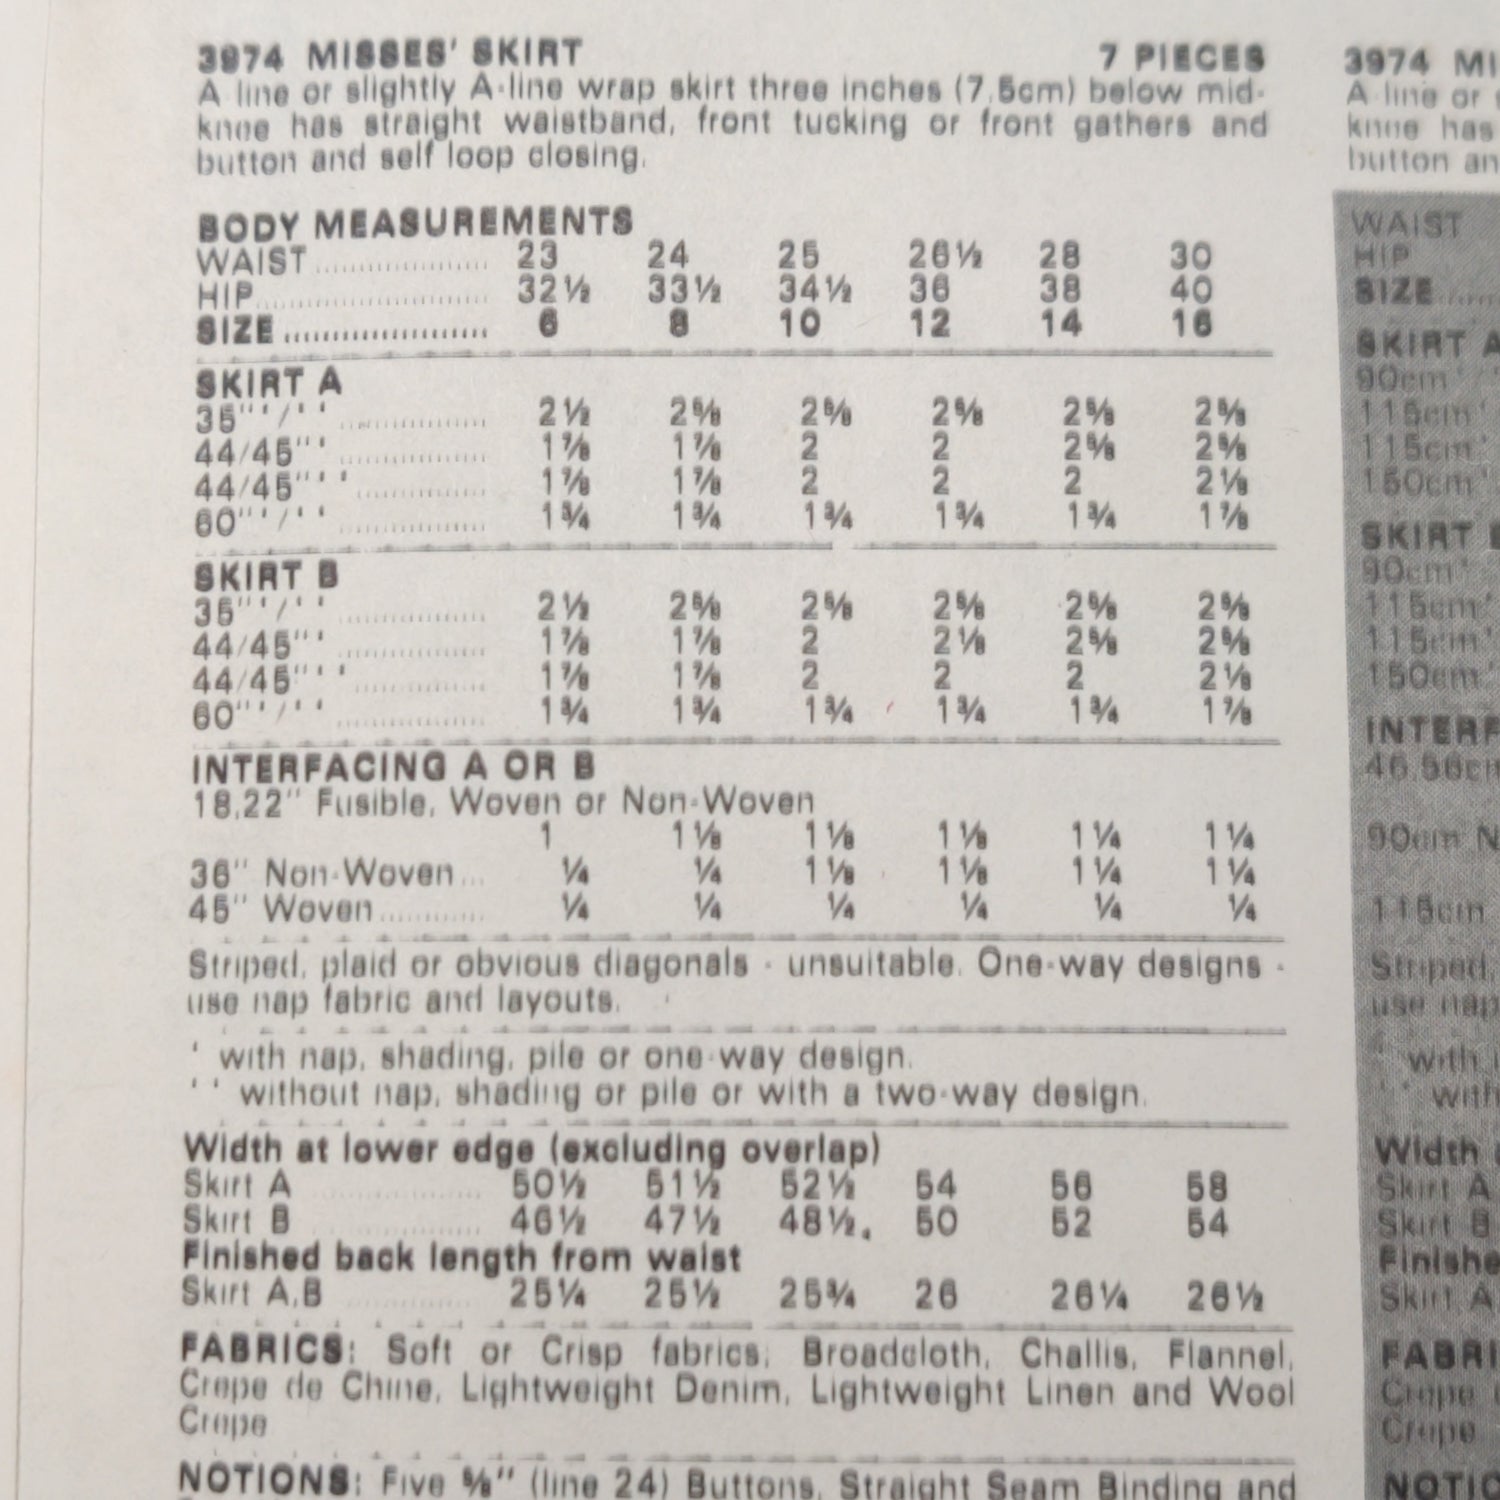 3974 MISSES' SKIRT 7 PIECES
A-line or slightly A-line wrap skirt three inches (7.5cm) below mid-
knee has straight waistband, front tucking or front gathers and
button and self loop closing.
BODY MEASUREMENTS
WAIST ..................... 23 24 25 26½ 28 30
HIP........................... 32½ 33½ 34½ 36 38 40
SIZE ....................... 6 8 10 12 14 16
SKIRT A
35"*/** .................. 2½ 2⅝ 2⅝ 2⅝ 2⅝ 2⅝
44/45"* .................. 1⅞ 1⅞ 2 2 2⅝ 2⅝
44/45"** ................ 1⅞ 1⅞ 2 2 2 2⅛
60"*/** .................. 1¾ 1¾ 1¾ 1¾ 1¾ 1⅞
SKIRT B
35"*/** .................. 2½ 2⅝ 2⅝ 2⅝ 2⅝ 2⅝
44/45"* .................. 1⅞ 1⅞ 2 2⅛ 2⅝ 2⅝
44/45"** ................ 1⅞ 1⅞ 2 2 2 2⅛
60"*/** .................. 1¾ 1¾ 1¾ 1¾ 1¾ 1⅞
INTERFACING A OR B
18,22" Fusible, Woven or Non-Woven
1 1⅛ 1⅛ 1⅛ 1¼ 1¼
36" Non-Woven ... ¼ ¼ 1⅛ 1⅛ 1¼ 1¼
45" Woven............ ¼ ¼ ¼ ¼ ¼ ¼
Striped, plaid or obvious diagonals - unsuitable. One-way designs -
use nap fabric and layouts.
* with nap, shading, pile or one-way design.
** without nap, shading or pile or with a two-way design.
Width at lower edge (excluding overlap)
Skirt A .................... 50½ 51½ 52½ 54 56 58
Skirt B .................... 46½ 47½ 48½ 50 52 54
Finished back length from waist
Skirt A,B ................ 25¼ 25½ 25¾ 26 26¼ 26½
FABRICS: Soft or Crisp fabrics; Broadcloth, Challis, Flannel,
Crepe de Chine, Lightweight Denim, Lightweight Linen and Wool
Crepe
NOTIONS: Five ⅝" (line 24) Buttons, Straight Seam Binding and
3974 MI
A-line or
knee has
button an
WAIST
HIP
SIZE......
SKIRT A
90cm*/*
115cm*
115cm*
150cm*
SKIRT
90cm*
115cm*
115cm*
150cm*
INTERF
46,56cm
90cm N
115cm
Striped,
use nap
* with
** with
Width
Skirt A
Skirt B
Finishe
Skirt A
FABRI
Crepe
Crepe
NOTIO